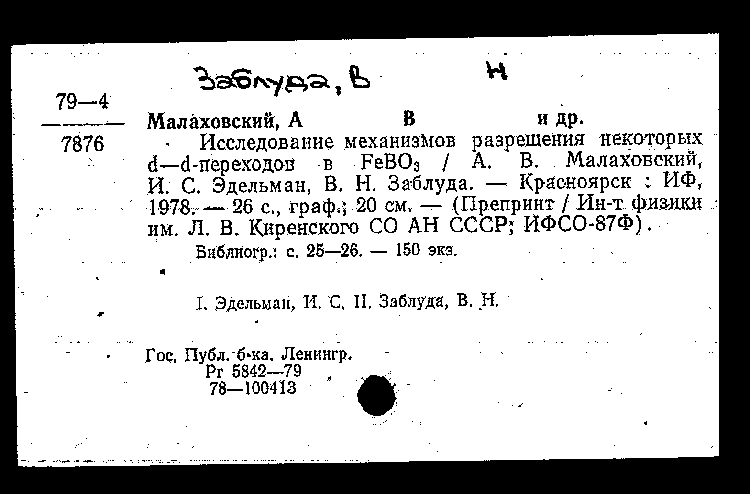 Заблуда, В Н
79—4
7876
Малаховский, А В и др.
Исследование механизмов разрешения некоторых
d—d-переходов в FeBO₃ / А. В. Малаховский,
И. С. Эдельман, В. Н. Заблуда. — Красноярск : ИФ,
1978. — 26 с., граф.; 20 см. — (Препринт / Ин-т физики
им. Л. В. Киренского СО АН СССР; ИФСО-87Ф).
Библиогр.: с. 25—26. — 150 экз.
I. Эдельман, И. С. II. Заблуда, В. Н.
Гос. Публ. б-ка. Ленингр.
Рг 5842—79
78—100413